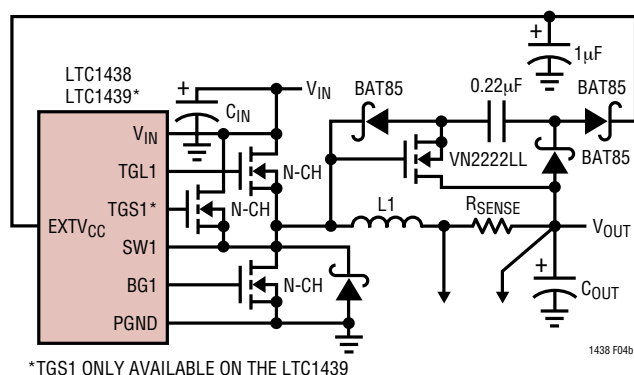 +
1µF
LTC1438
LTC1439*
+
C_IN
V_IN
BAT85
0.22µF
BAT85
V_IN
TGL1
N-CH
VN2222LL
BAT85
TGS1*
N-CH
L1
R_SENSE
EXTV_CC
V_OUT
SW1
BG1
N-CH
+
C_OUT
PGND
1438 F04b
*TGS1 ONLY AVAILABLE ON THE LTC1439